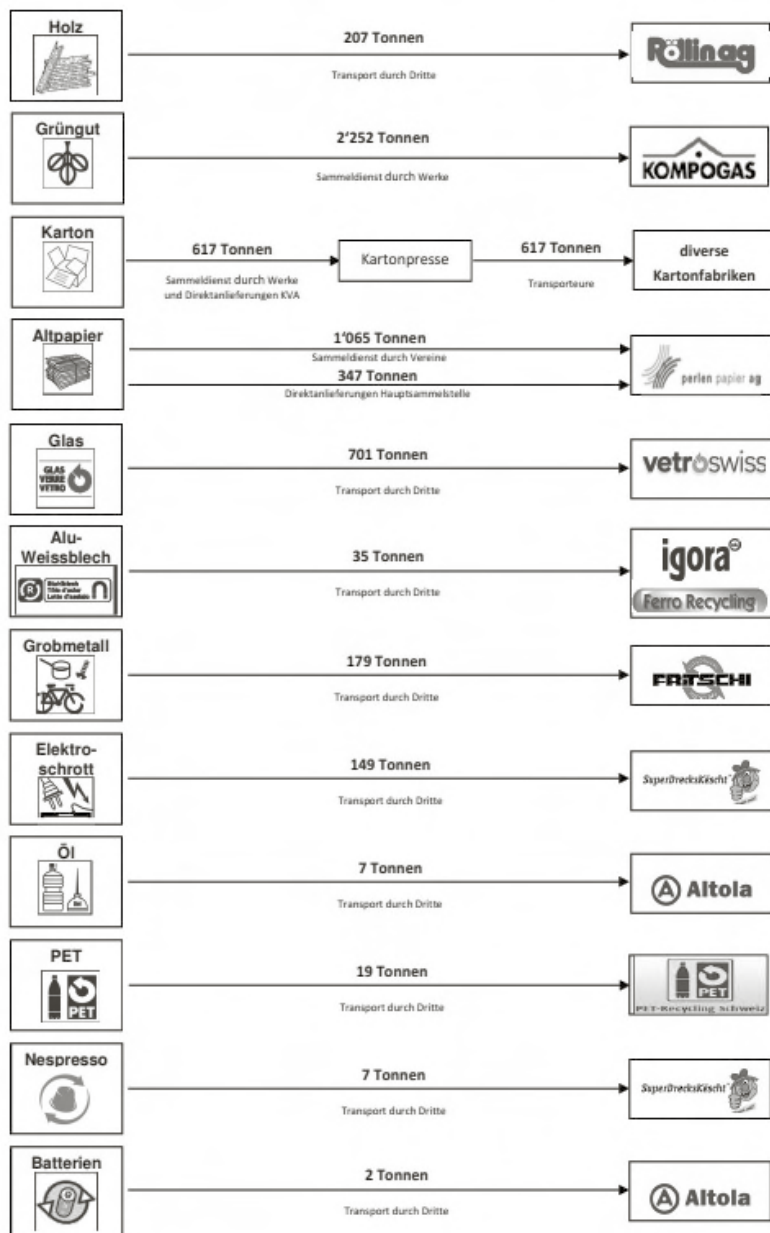 Holz
207 Tonnen
Transport durch Dritte
Röllin ag
Grüngut
2'252 Tonnen
Sammeldienst durch Werke
KOMPOGAS
Karton
617 Tonnen
Sammeldienst durch Werke
und Direktanlieferungen KVA
Kartonpresse
617 Tonnen
Transporteure
diverse
Kartonfabriken
Altpapier
1'065 Tonnen
Sammeldienst durch Vereine
347 Tonnen
Direktanlieferungen Hauptsammelstelle
perlen papier ag
Glas
GLAS
VERRE
VETRO
701 Tonnen
Transport durch Dritte
vetroswiss
Alu-
Weissblech
Stahlblech
35 Tonnen
Transport durch Dritte
igora
Ferro Recycling
Grobmetall
179 Tonnen
Transport durch Dritte
FRITSCHI
Elektro-
schrott
149 Tonnen
Transport durch Dritte
SuperDrecksKëscht
Öl
7 Tonnen
Transport durch Dritte
Altola
PET
PET
19 Tonnen
Transport durch Dritte
PET
PET-Recycling Schweiz
Nespresso
7 Tonnen
Transport durch Dritte
SuperDrecksKëscht
Batterien
2 Tonnen
Transport durch Dritte
Altola